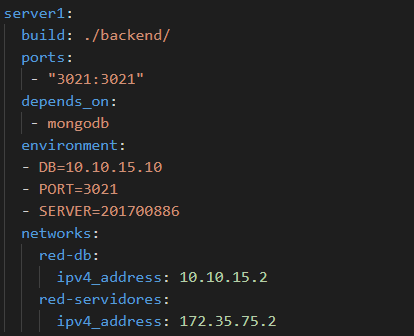 server1:
build: ./backend/
ports:
- "3021:3021"
depends_on:
- mongodb
environment:
- DB=10.10.15.10
- PORT=3021
- SERVER=201700886
networks:
red-db:
ipv4_address: 10.10.15.2
red-servidores:
ipv4_address: 172.35.75.2